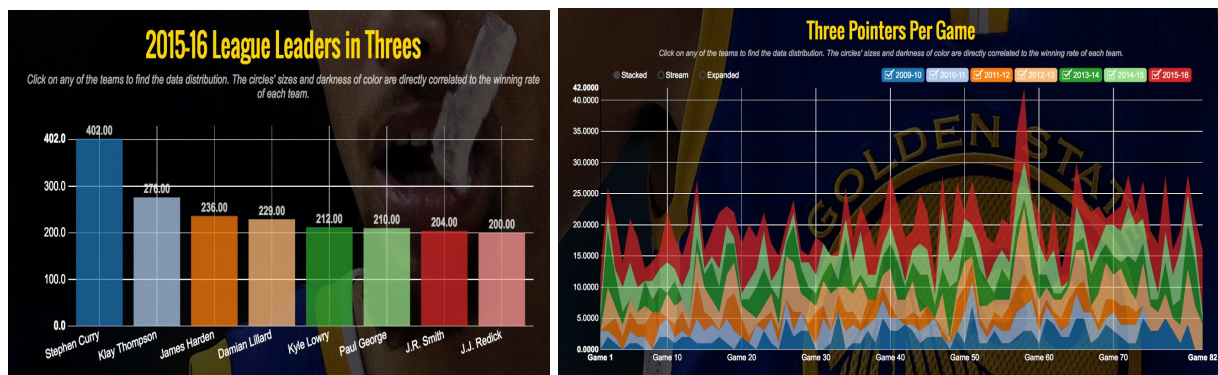 2015-16 League Leaders in Threes
Click on any of the teams to find the data distribution. The circles' sizes and darkness of color are directly correlated to the winning rate
of each team.
402.0
300.0
200.0
100.0
0.0
402.00
276.00
236.00
229.00
212.00
210.00
204.00
200.00
Stephen Curry
Klay Thompson
James Harden
Damian Lillard
Kyle Lowry
Paul George
J.R. Smith
J.J. Redick
Three Pointers Per Game
Click on any of the teams to find the data distribution. The circles' sizes and darkness of color are directly correlated to the winning rate of each team.
Stacked Stream Expanded
2009-10 2010-11 2011-12 2012-13 2013-14 2014-15 2015-16
42.0000
40.0000
35.0000
30.0000
25.0000
20.0000
15.0000
10.0000
5.0000
0.0000
GOLDEN STA
Game 1 Game 10 Game 20 Game 30 Game 40 Game 50 Game 60 Game 70 Game 82